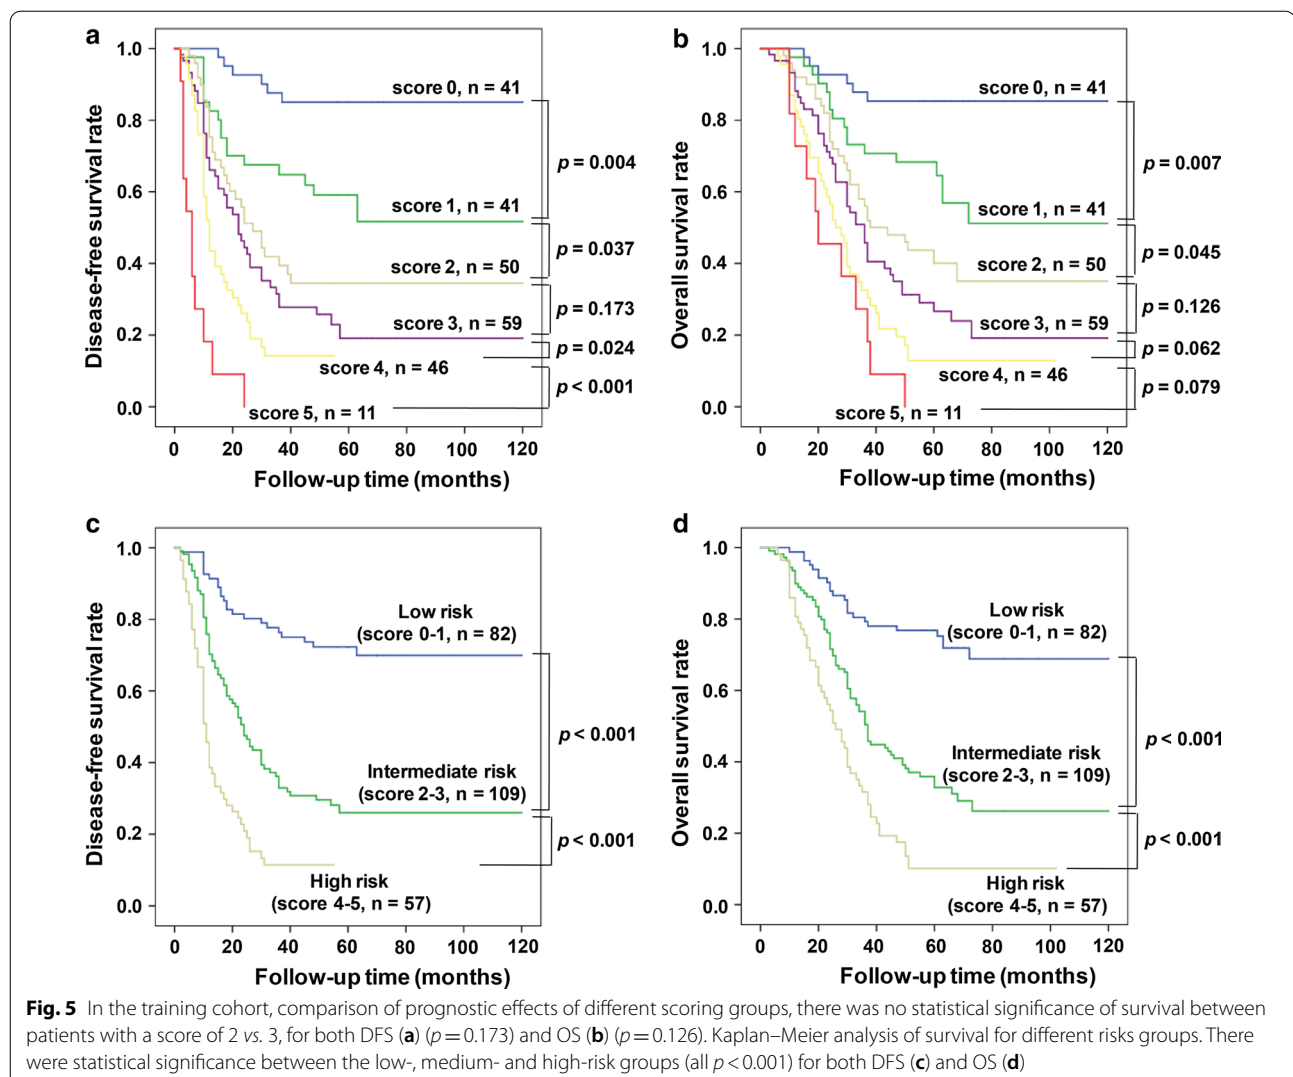 a
1.0
0.8
0.6
0.4
0.2
0.0
Disease-free survival rate
score 0, n = 41
score 1, n = 41
score 2, n = 50
score 3, n = 59
score 4, n = 46
score 5, n = 11
p = 0.004
p = 0.037
p = 0.173
p = 0.024
p < 0.001
0 20 40 60 80 100 120
Follow-up time (months)
b
1.0
0.8
0.6
0.4
0.2
0.0
Overall survival rate
score 0, n = 41
score 1, n = 41
score 2, n = 50
score 3, n = 59
score 4, n = 46
score 5, n = 11
p = 0.007
p = 0.045
p = 0.126
p = 0.062
p = 0.079
0 20 40 60 80 100 120
Follow-up time (months)
c
1.0
0.8
0.6
0.4
0.2
0.0
Disease-free survival rate
Low risk
(score 0-1, n = 82)
Intermediate risk
(score 2-3, n = 109)
High risk
(score 4-5, n = 57)
p < 0.001
p < 0.001
0 20 40 60 80 100 120
Follow-up time (months)
d
1.0
0.8
0.6
0.4
0.2
0.0
Overall survival rate
Low risk
(score 0-1, n = 82)
Intermediate risk
(score 2-3, n = 109)
High risk
(score 4-5, n = 57)
p < 0.001
p < 0.001
0 20 40 60 80 100 120
Follow-up time (months)
Fig. 5 In the training cohort, comparison of prognostic effects of different scoring groups, there was no statistical significance of survival between
patients with a score of 2 vs. 3, for both DFS (a) (p = 0.173) and OS (b) (p = 0.126). Kaplan–Meier analysis of survival for different risks groups. There
were statistical significance between the low-, medium- and high-risk groups (all p < 0.001) for both DFS (c) and OS (d)